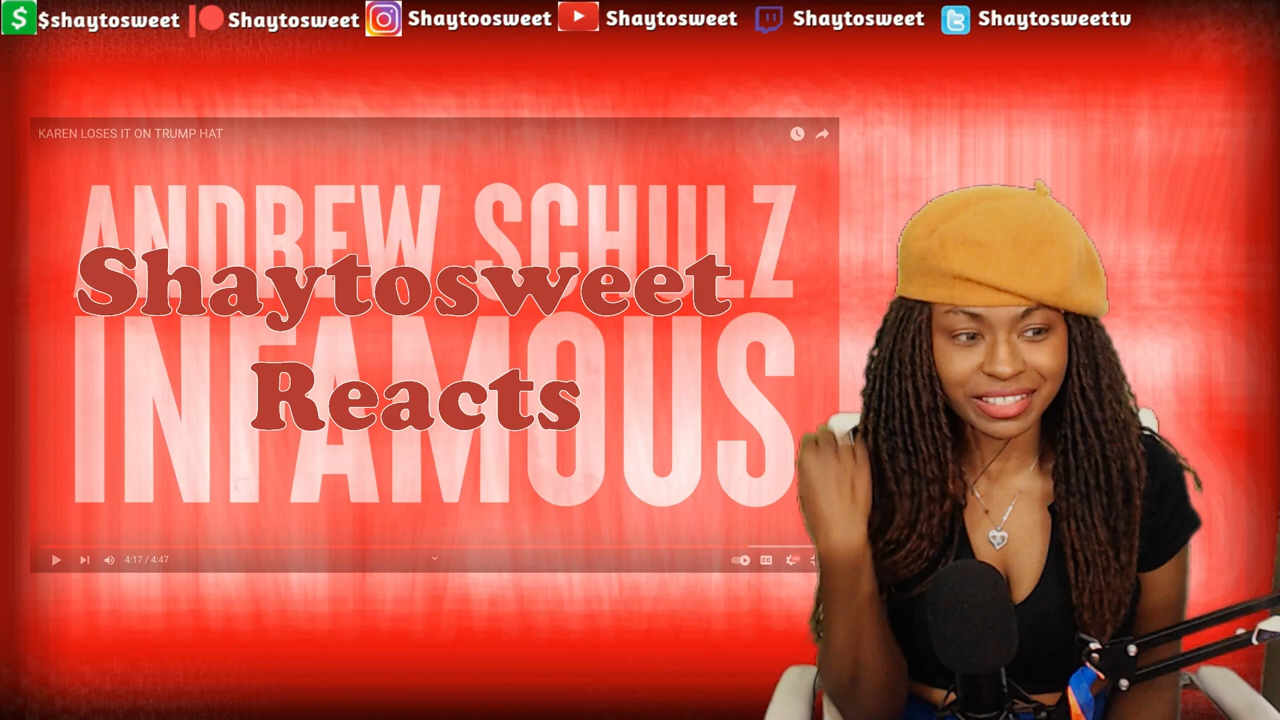 $shaytosweet Shaytosweet Shaytoosweet Shaytosweet Shaytosweet Shaytosweettv
KAREN LOSES IT ON TRUMP HAT
ANDREW SCHULZ
Shaytosweet
INFAMOUS
Reacts
4:17 / 4:47